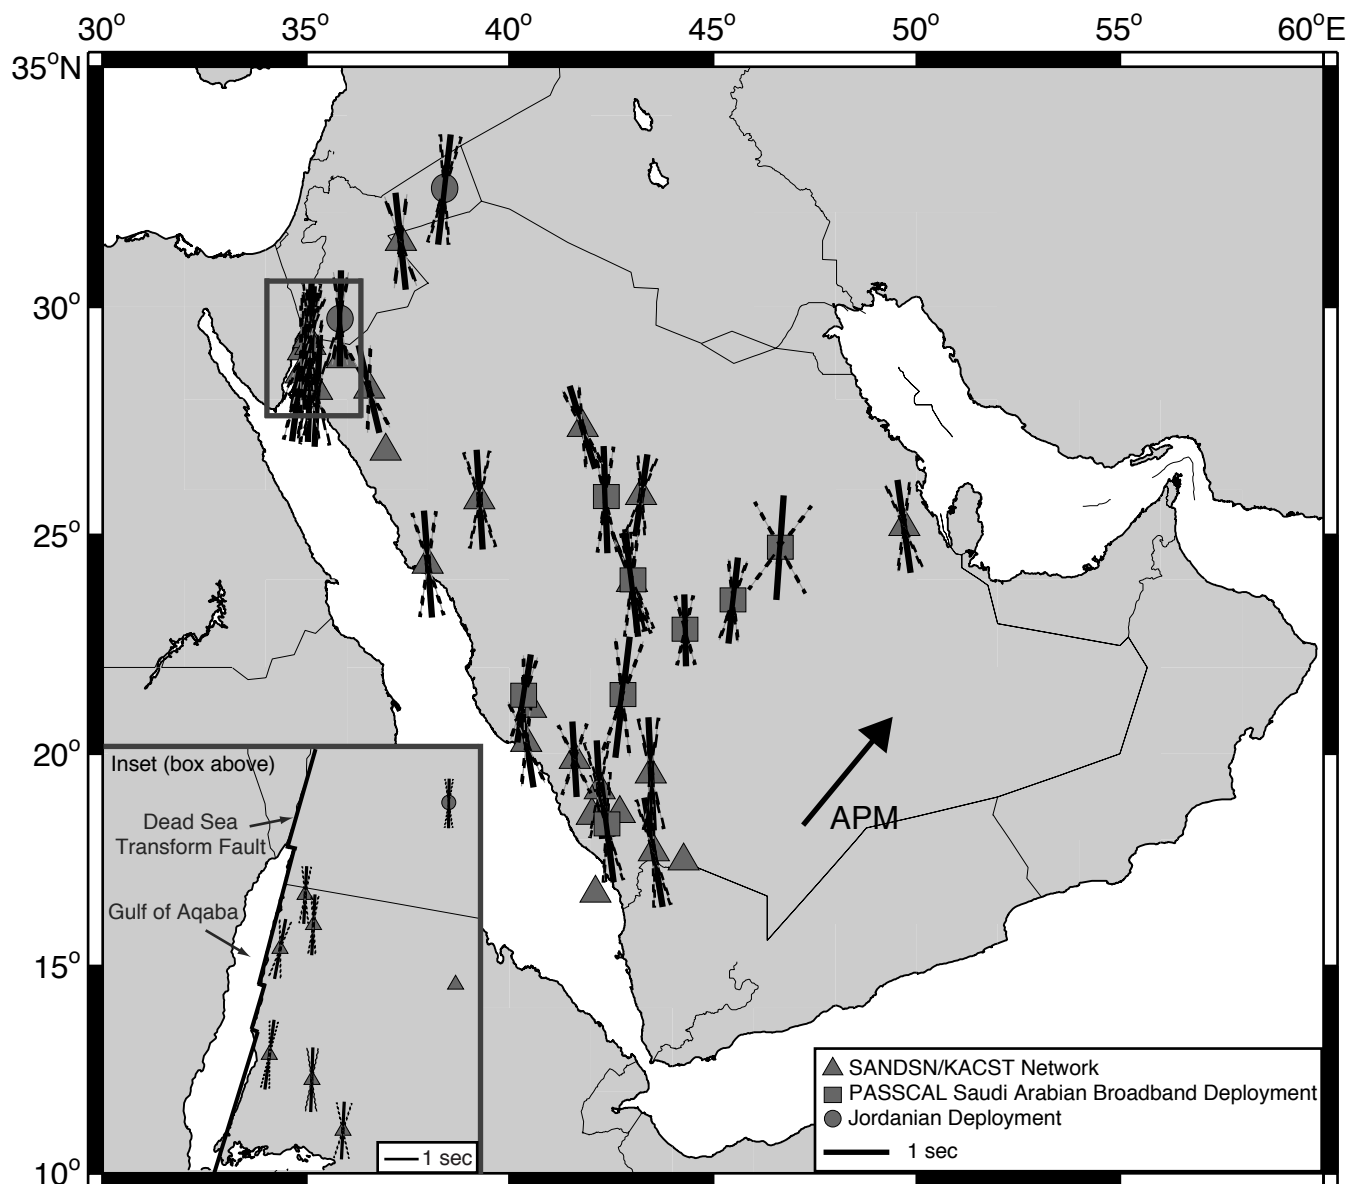 30° 35° 40° 45° 50° 55° 60°E
35°N
30°
25°
20°
15°
10°
APM
Inset (box above)
Dead Sea
Transform Fault
Gulf of Aqaba
1 sec
SANDSN/KACST Network
PASSCAL Saudi Arabian Broadband Deployment
Jordanian Deployment
1 sec